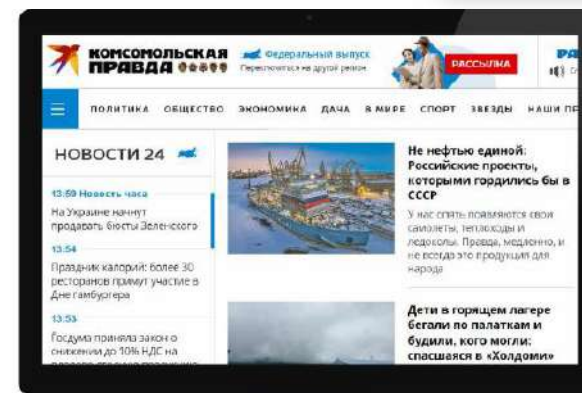 КОМСОМОЛЬСКАЯ
ПРАВДА
Федеральный выпуск
Переключиться на другой регион
РАССЫЛКА
ПОЛИТИКА ОБЩЕСТВО ЭКОНОМИКА ДАЧА В МИРЕ СПОРТ ЗВЕЗДЫ НАШИ
НОВОСТИ 24
13:59 Новость часа
На Украине начнут
продавать бюсты Зеленского
13:54
Праздник калорий: более 30
ресторанов примут участие в
Дне гамбургера
13:53
Госдума приняла закон о
снижении до 10% НДС на
Не нефтью единой:
Российские проекты,
которыми гордились бы в
СССР
У нас опять появляются свои
самолеты, теплоходы и
ледоколы. Правда, медленно, и
не всегда это продукция для
народа
Дети в горящем лагере
бегали по палаткам и
будили, кого могли:
спасшаяся в «Холдоми»